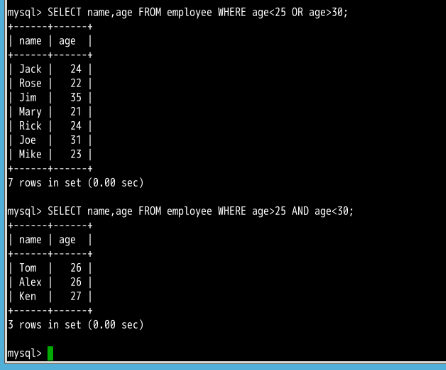 mysql> SELECT name,age FROM employee WHERE age<25 OR age>30;
+------+------+
| name | age  |
+------+------+
| Jack |   24 |
| Rose |   22 |
| Jim  |   35 |
| Mary |   21 |
| Rick |   24 |
| Joe  |   31 |
| Mike |   23 |
+------+------+
7 rows in set (0.00 sec)
mysql> SELECT name,age FROM employee WHERE age>25 AND age<30;
+------+------+
| name | age  |
+------+------+
| Tom  |   26 |
| Alex |   26 |
| Ken  |   27 |
+------+------+
3 rows in set (0.00 sec)
mysql>